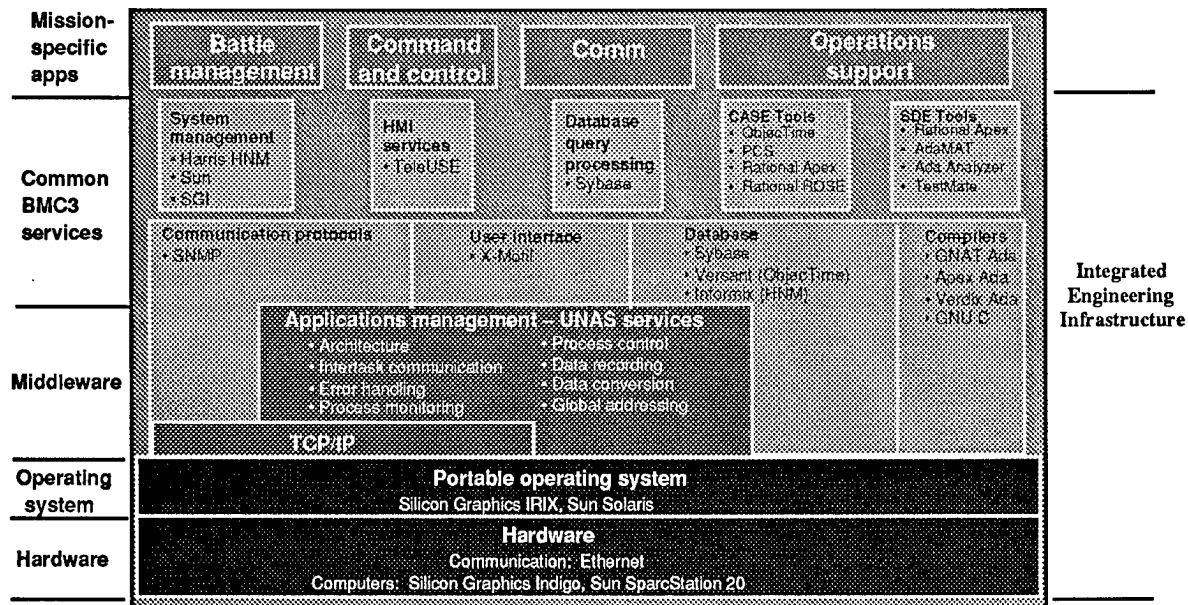 Mission-
specific
apps
Battle
management
Command
and control
Comm
Operations
support
Common
BMC3
services
System
management
• Harris HNM
• Sun
• SGI
HMI
services
• TeleUSE
Database
query
processing
• Sybase
CASE Tools
• ObjecTime
• PCS
• Rational Apex
• Rational ROSE
SDE Tools
• Rational Apex
• AdaMAT
• Ada Analyzer
• TestMate
Communication protocols
• SNMP
User interface
• X-Motif
Database
• Sybase
• Versant (ObjecTime)
• Informix (HNM)
Compilers
• GNAT Ada
• Apex Ada
• Verdix Ada
• GNU C
Integrated
Engineering
Infrastructure
Middleware
Applications management – UNAS services
• Architecture
• Intertask communication
• Error handling
• Process monitoring
• Process control
• Data recording
• Data conversion
• Global addressing
TCP/IP
Operating
system
Portable operating system
Silicon Graphics IRIX, Sun Solaris
Hardware
Hardware
Communication: Ethernet
Computers: Silicon Graphics Indigo, Sun SparcStation 20